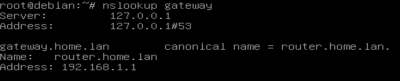 root@debian:~# nslookup gateway
Server:         127.0.0.1
Address:        127.0.0.1#53

gateway.home.lan        canonical name = router.home.lan.
Name:   router.home.lan
Address: 192.168.1.1